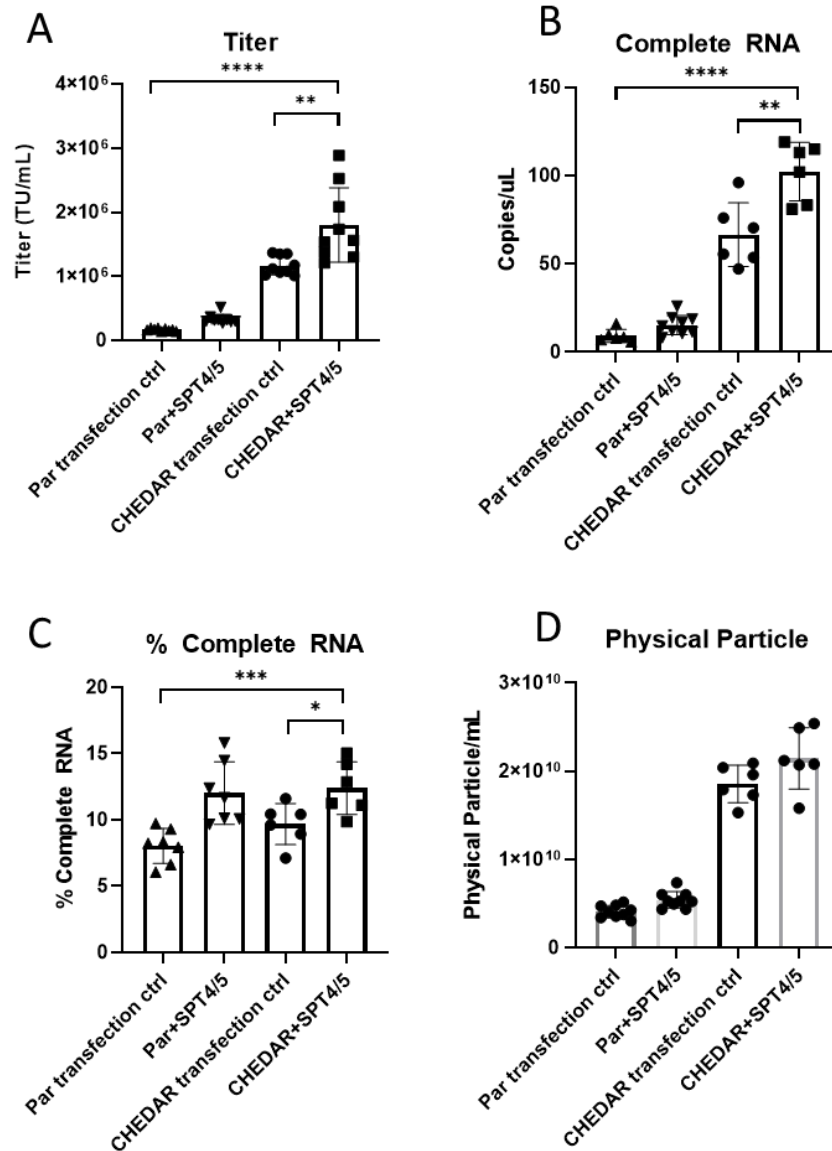 A
Titer
****
**
4×10⁶
3×10⁶
2×10⁶
1×10⁶
0
Titer (TU/mL)
Par transfection ctrl
Par+SPT4/5
CHEDAR transfection ctrl
CHEDAR+SPT4/5
B
Complete RNA
****
**
150
100
50
0
Copies/uL
Par transfection ctrl
Par+SPT4/5
CHEDAR transfection ctrl
CHEDAR+SPT4/5
C
% Complete RNA
***
*
20
15
10
5
0
% Complete RNA
Par transfection ctrl
Par+SPT4/5
CHEDAR transfection ctrl
CHEDAR+SPT4/5
D
Physical Particle
3×10¹⁰
2×10¹⁰
1×10¹⁰
0
Physical Particle/mL
Par transfection ctrl
Par+SPT4/5
CHEDAR transfection ctrl
CHEDAR+SPT4/5